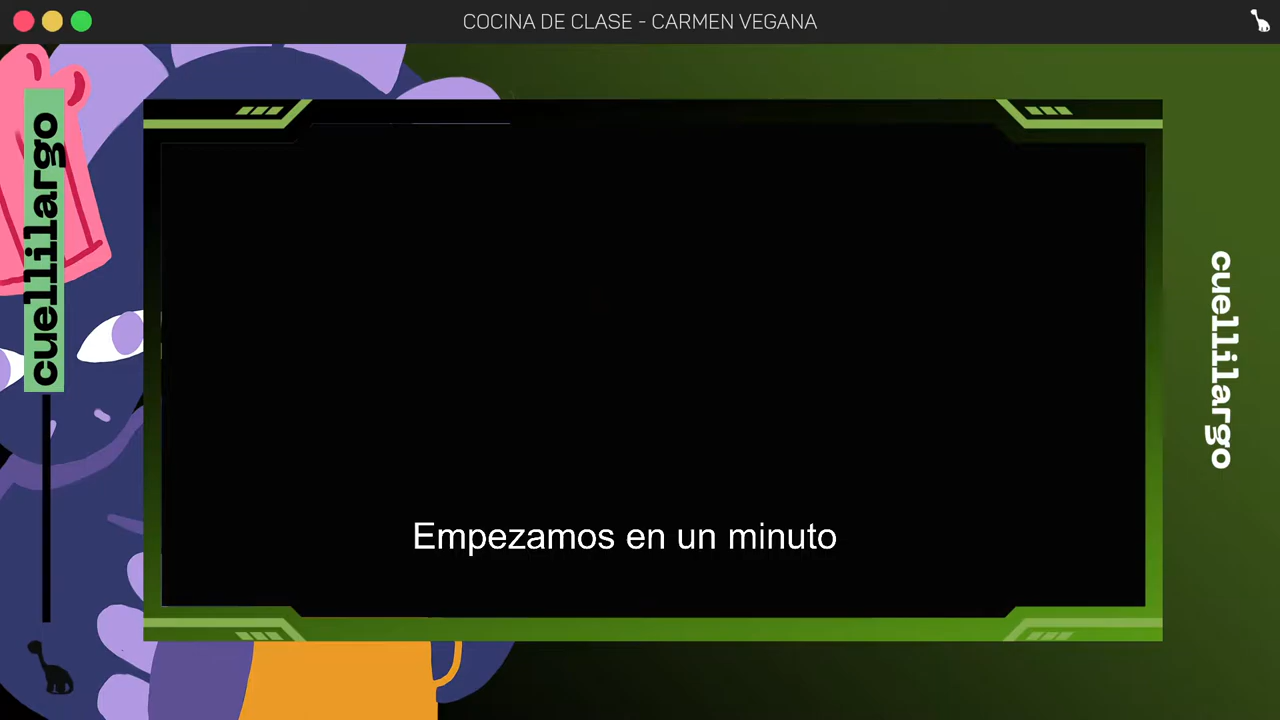 COCINA DE CLASE - CARMEN VEGANA
cuellilargo
cuellilargo
Empezamos en un minuto